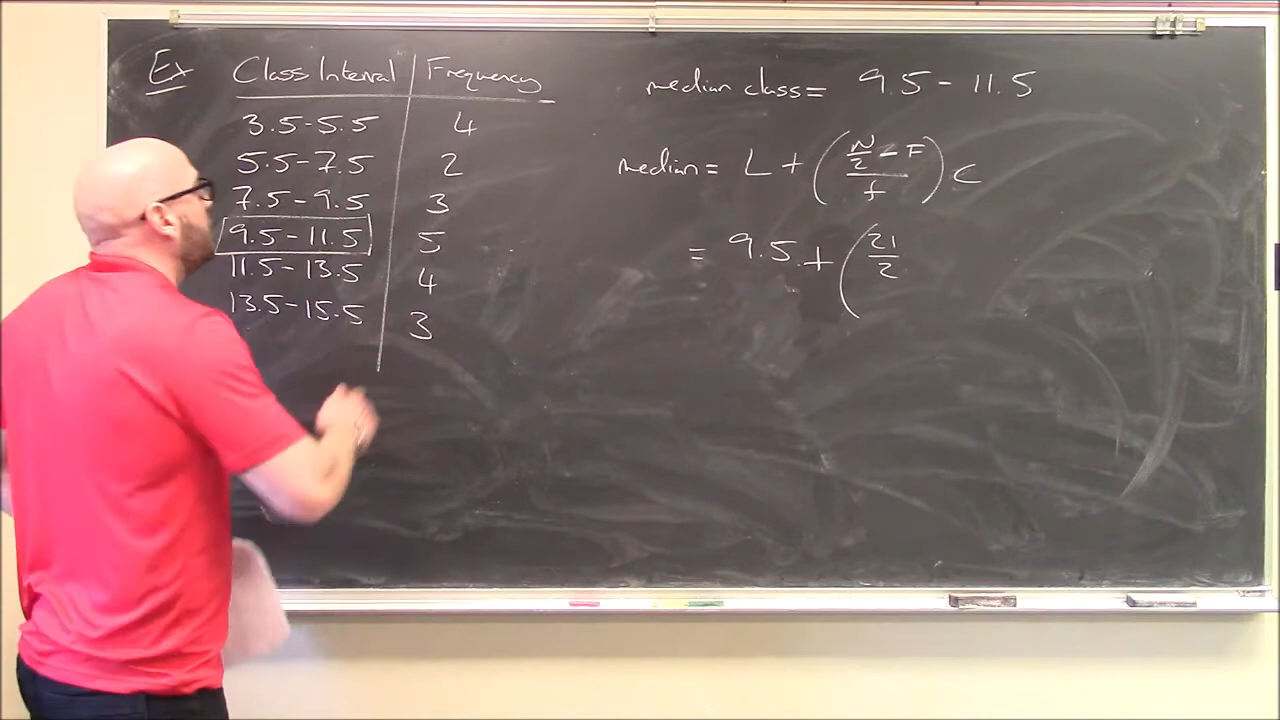 Ex Class Interval Frequency
3.5-5.5 4
5.5-7.5 2
7.5-9.5 3
9.5-11.5 5
11.5-13.5 4
13.5-15.5 3
median class = 9.5-11.5
median = L + (N/2 - F / f) c
= 9.5 + (21/2